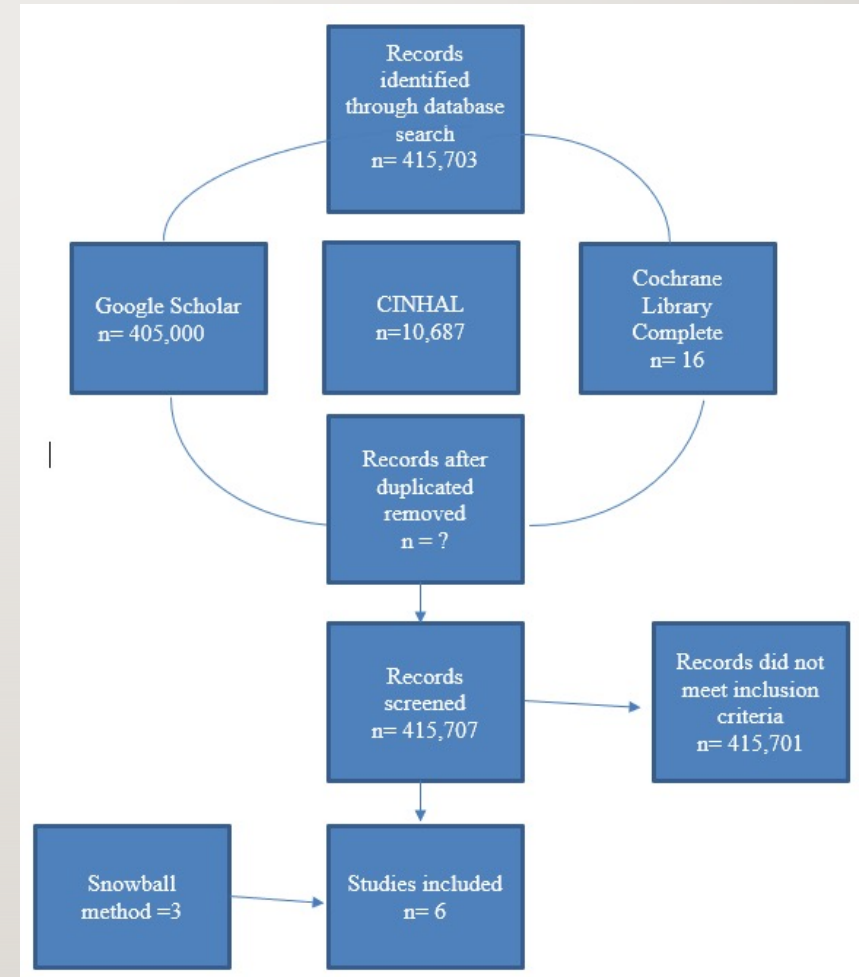 Records
identified
through database
search
n= 415,703
Google Scholar
n= 405,000
CINHAL
n=10,687
Cochrane
Library
Complete
n= 16
Records after
duplicated
removed
n = ?
Records
screened
n= 415,707
Records did not
meet inclusion
criteria
n= 415,701
Snowball
method =3
Studies included
n= 6